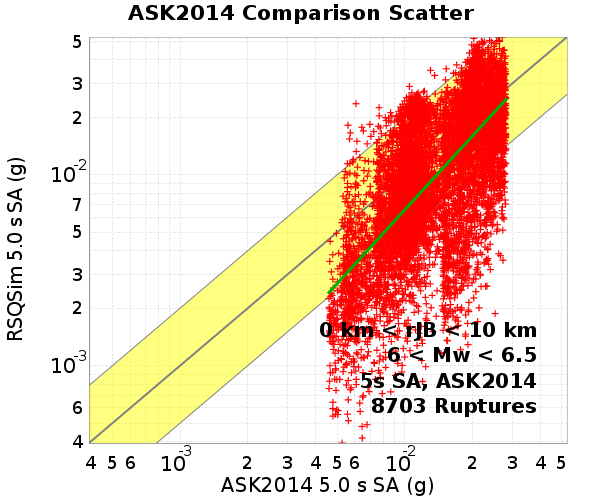 ASK2014 Comparison Scatter
RSQSim 5.0 s SA (g)
5
3
2
10-2
7
5
3
2
10-3
6
4
0 km < rJB < 10 km
6 < Mw < 6.5
5s SA, ASK2014
8703 Ruptures
4 5 6 10-3 2 3 4 5 6 10-2 2 3 4 5
ASK2014 5.0 s SA (g)